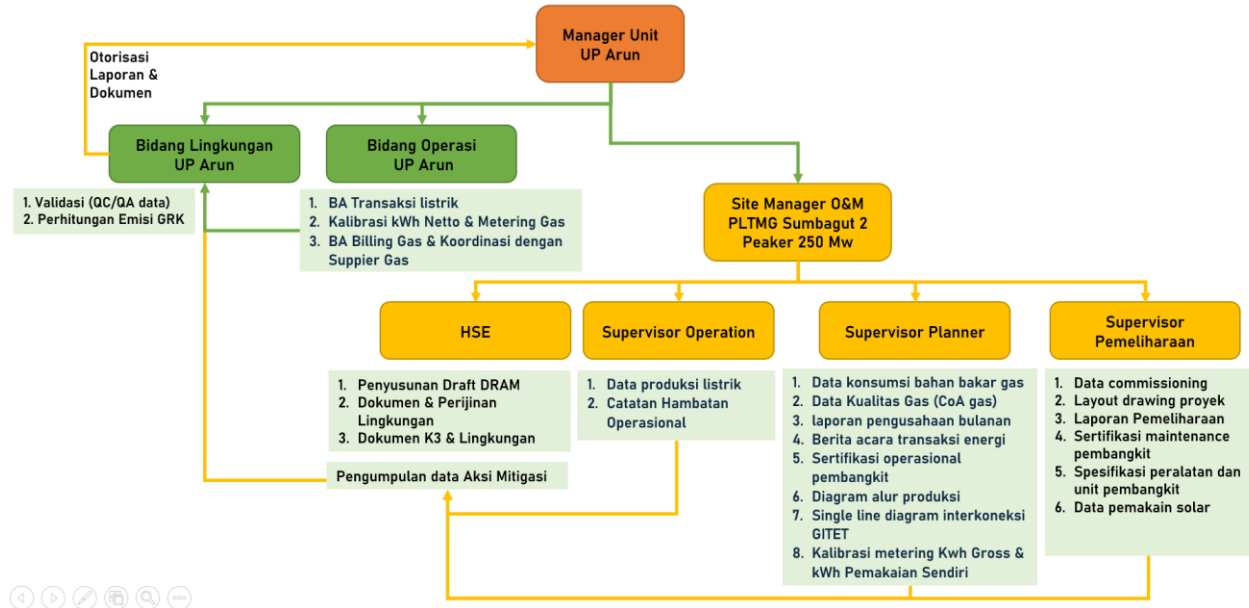 Manager Unit
UP Arun
Otorisasi
Laporan &
Dokumen
Bidang Lingkungan
UP Arun
Bidang Operasi
UP Arun
1. Validasi (QC/QA data)
2. Perhitungan Emisi GRK
1. BA Transaksi listrik
2. Kalibrasi kWh Netto & Metering Gas
3. BA Billing Gas & Koordinasi dengan
Suppier Gas
Site Manager O&M
PLTMG Sumbagut 2
Peaker 250 Mw
HSE
Supervisor Operation
Supervisor Planner
Supervisor
Pemeliharaan
1. Penyusunan Draft DRAM
2. Dokumen & Perijinan
Lingkungan
3. Dokumen K3 & Lingkungan
1. Data produksi listrik
2. Catatan Hambatan
Operasional
1. Data konsumsi bahan bakar gas
2. Data Kualitas Gas (CoA gas)
3. laporan pengusahaan bulanan
4. Berita acara transaksi energi
5. Sertifikasi operasional
pembangkit
6. Diagram alur produksi
7. Single line diagram interkoneksi
GITET
8. Kalibrasi metering Kwh Gross &
kWh Pemakaian Sendiri
1. Data commissioning
2. Layout drawing proyek
3. Laporan Pemeliharaan
4. Sertifikasi maintenance
pembangkit
5. Spesifikasi peralatan dan
unit pembangkit
6. Data pemakain solar
Pengumpulan data Aksi Mitigasi